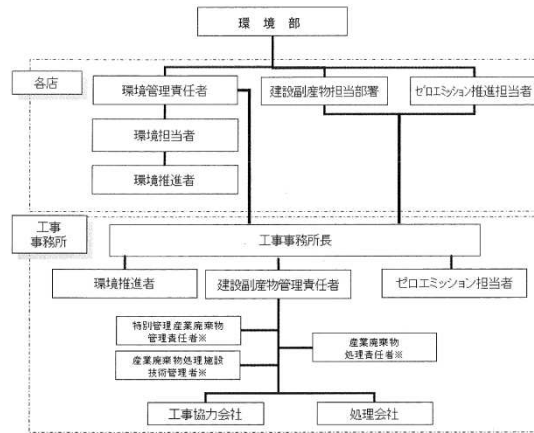 環境部
各店
環境管理責任者
建設副産物担当部署
ゼロエミッション推進担当者
環境担当者
環境推進者
工事
事務所
工事事務所長
環境推進者
建設副産物管理責任者
ゼロエミッション担当者
特別管理産業廃棄物
管理責任者※
産業廃棄物
処理責任者※
産業廃棄物処理施設
技術管理者※
工事協力会社
処理会社